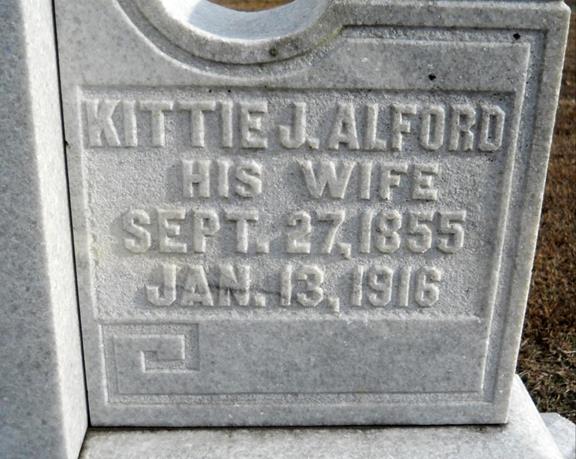 KITTIE J. ALFORD
HIS WIFE
SEPT. 27, 1855
JAN. 13, 1916